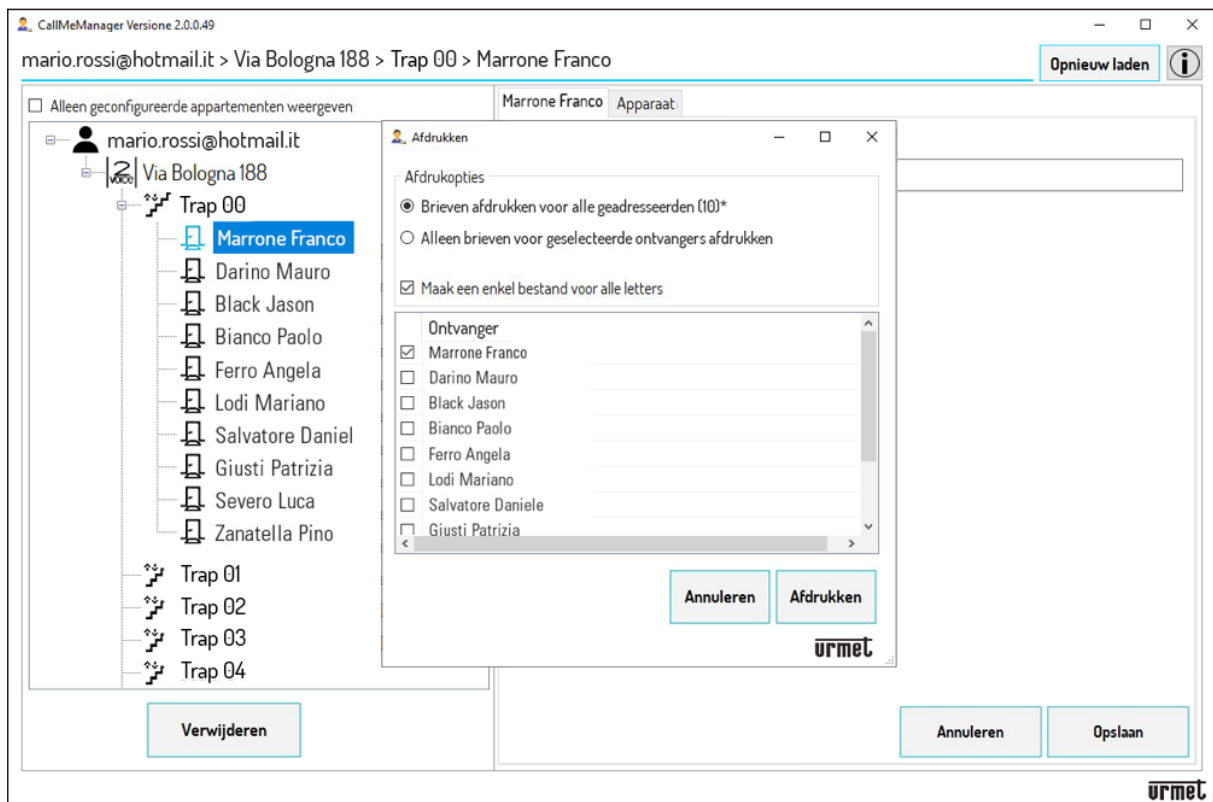 CallMeManager Versione 2.0.0.49
mario.rossi@hotmail.it > Via Bologna 188 > Trap 00 > Marrone Franco
Opnieuw laden
i
Alleen geconfigureerde appartementen weergeven
mario.rossi@hotmail.it
2 VOICE Via Bologna 188
Trap 00
Marrone Franco
Darino Mauro
Black Jason
Bianco Paolo
Ferro Angela
Lodi Mariano
Salvatore Daniel
Giusti Patrizia
Severo Luca
Zanatella Pino
Trap 01
Trap 02
Trap 03
Trap 04
Verwijderen
Marrone Franco Apparaat
Afdrukken
Afdrukopties
Brieven afdrukken voor alle geadresseerden (10)*
Alleen brieven voor geselecteerde ontvangers afdrukken
Maak een enkel bestand voor alle letters
Ontvanger
Marrone Franco
Darino Mauro
Black Jason
Bianco Paolo
Ferro Angela
Lodi Mariano
Salvatore Daniele
Giusti Patrizia
Annuleren Afdrukken
urmet
Annuleren Opslaan
urmet